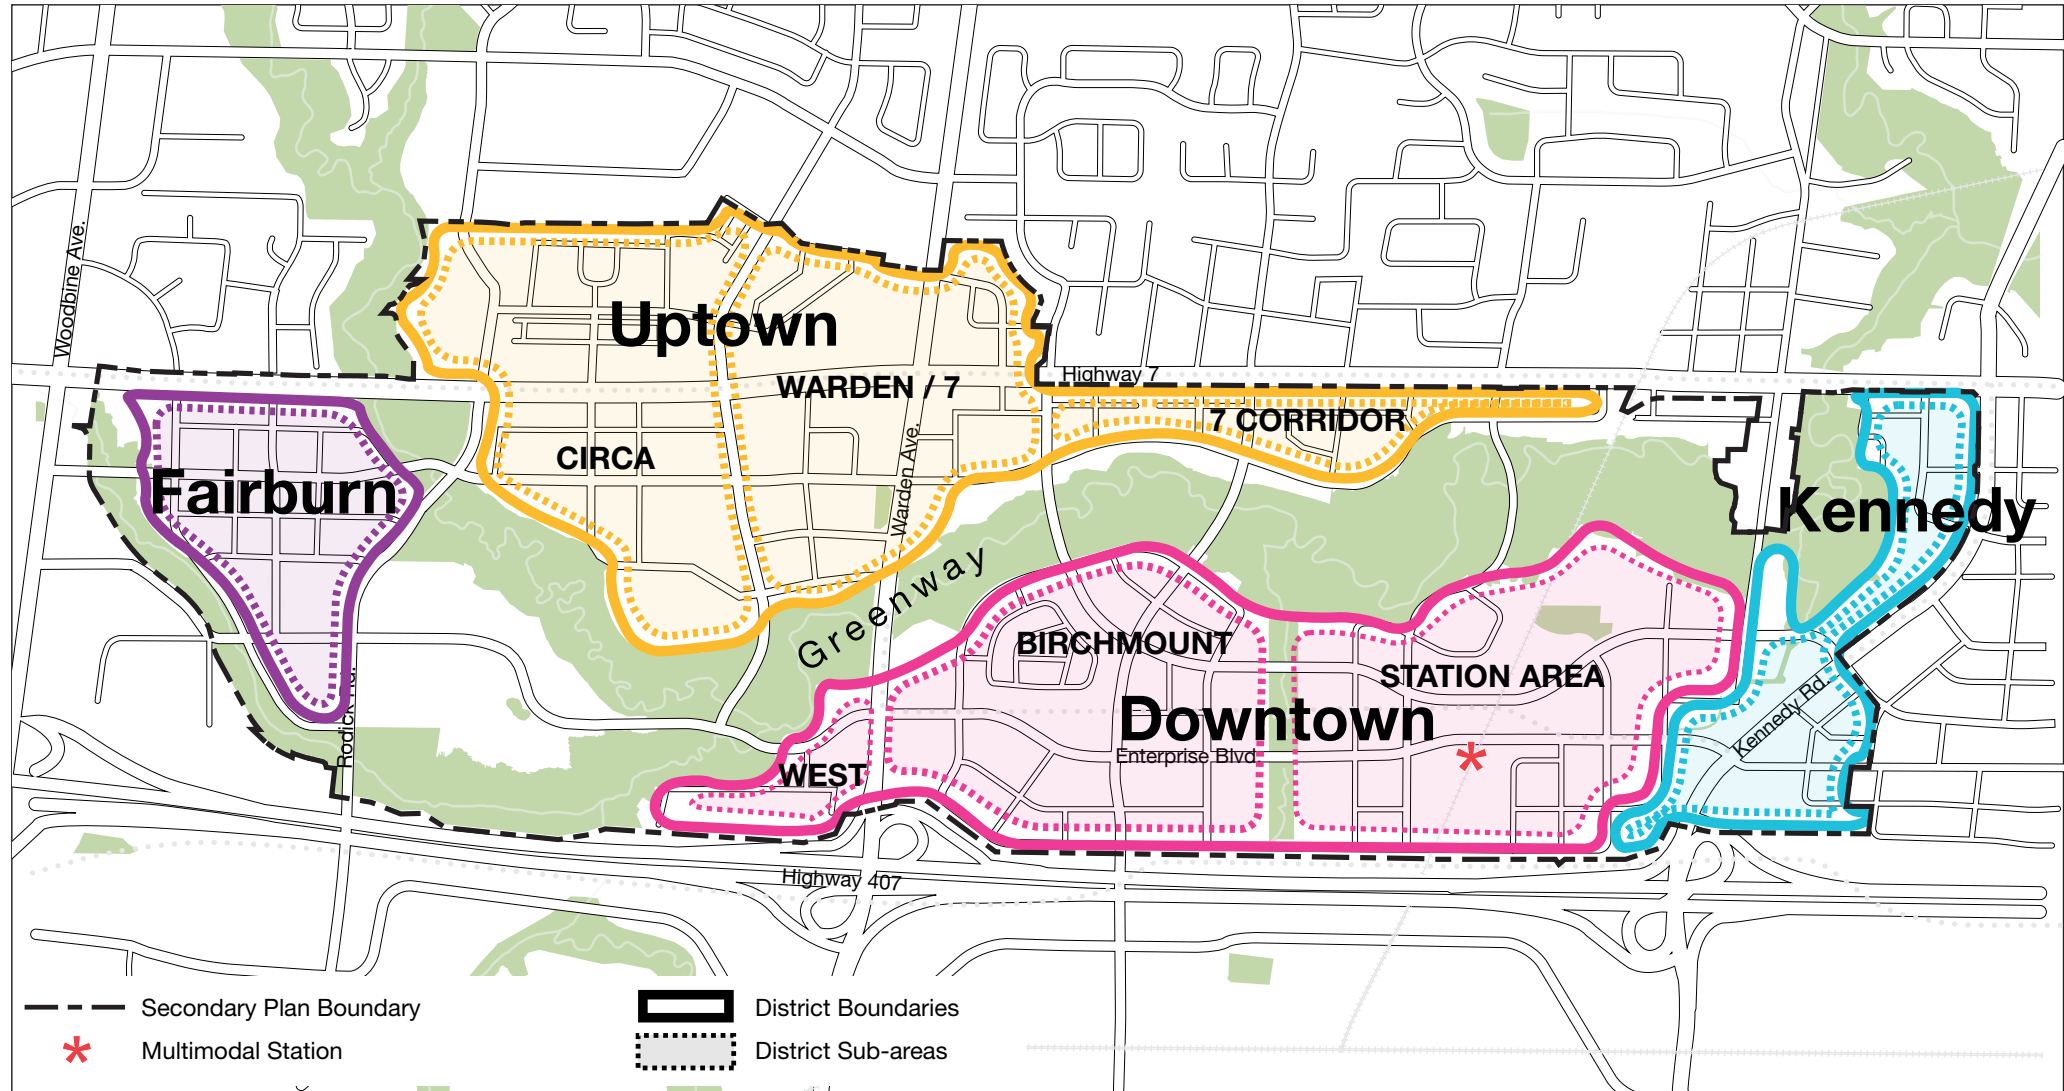 Woodbine Ave.
Uptown
Highway 7
WARDEN / 7
7 CORRIDOR
CIRCA
Warden Ave.
Fairburn
Kennedy
Greenway
BIRCHMOUNT
STATION AREA
Downtown
Rodick Rd.
Kennedy Rd.
Enterprise Blvd
*
WEST
Highway 407
Secondary Plan Boundary
District Boundaries
* Multimodal Station
District Sub-areas